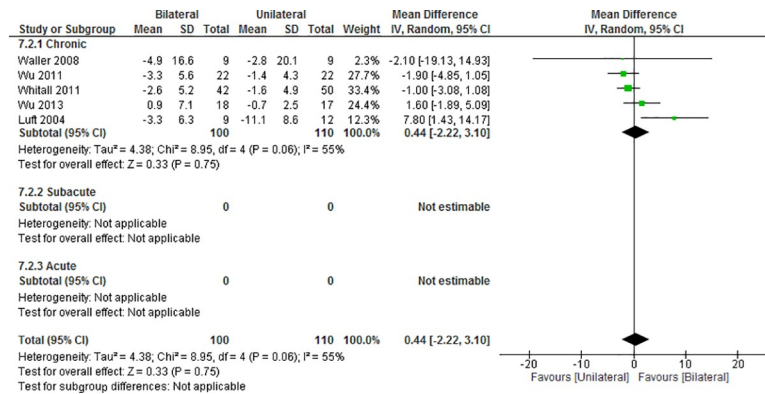 Bilateral Unilateral Mean Difference Mean Difference
Study or Subgroup Mean SD Total Mean SD Total Weight IV, Random, 95% CI IV, Random, 95% CI
7.2.1 Chronic
Waller 2008 -4.9 16.6 9 -2.8 20.1 9 2.3% -2.10 [-19.13, 14.93]
Wu 2011 -3.3 5.6 22 -1.4 4.3 22 27.7% -1.90 [-4.85, 1.05]
Whitall 2011 -2.6 5.2 42 -1.6 4.9 50 33.4% -1.00 [-3.08, 1.08]
Wu 2013 0.9 7.1 18 -0.7 2.5 17 24.4% 1.60 [-1.89, 5.09]
Luft 2004 -3.3 6.3 9 -11.1 8.6 12 12.3% 7.80 [1.43, 14.17]
Subtotal (95% CI) 100 110 100.0% 0.44 [-2.22, 3.10]
Heterogeneity: Tau² = 4.38; Chi² = 8.95, df = 4 (P = 0.06); I² = 55%
Test for overall effect: Z = 0.33 (P = 0.75)
7.2.2 Subacute
Subtotal (95% CI) 0 0 Not estimable
Heterogeneity: Not applicable
Test for overall effect: Not applicable
7.2.3 Acute
Subtotal (95% CI) 0 0 Not estimable
Heterogeneity: Not applicable
Test for overall effect: Not applicable
Total (95% CI) 100 110 100.0% 0.44 [-2.22, 3.10]
Heterogeneity: Tau² = 4.38; Chi² = 8.95, df = 4 (P = 0.06); I² = 55%
Test for overall effect: Z = 0.33 (P = 0.75)
Test for subgroup differences: Not applicable
-20 -10 0 10 20
Favours [Unilateral] Favours [Bilateral]